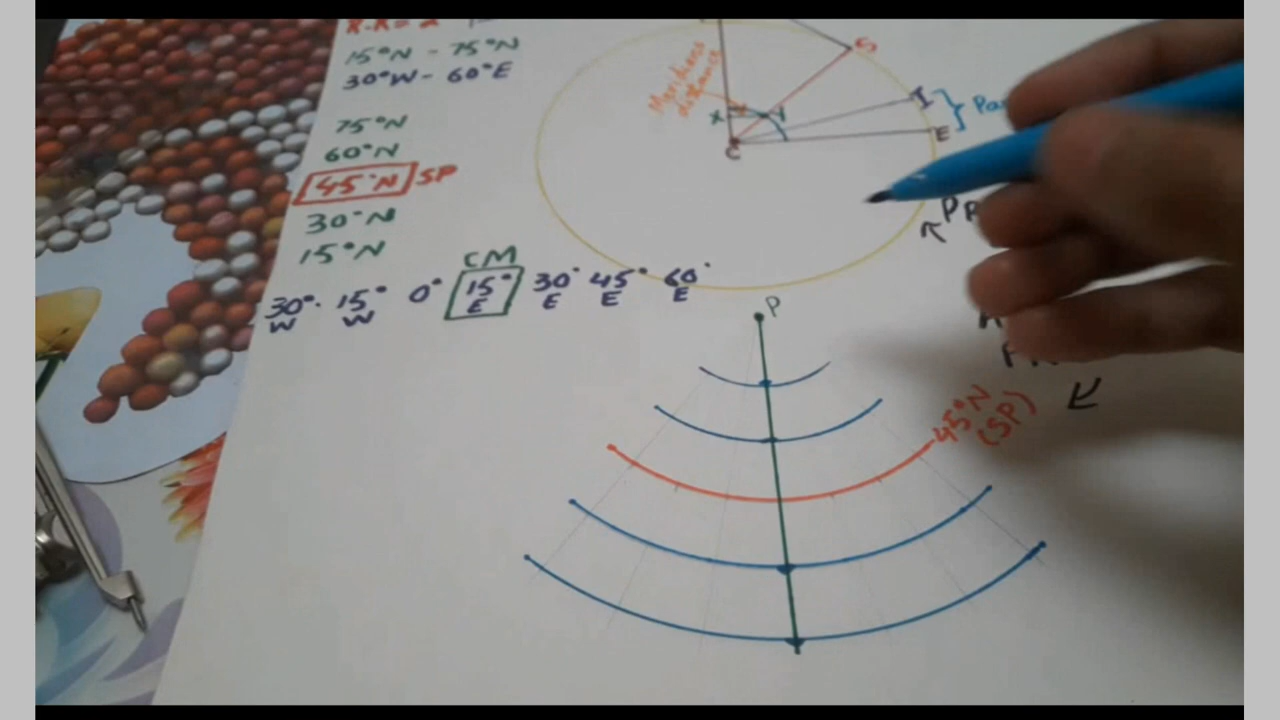 15°N - 75°N
30°W - 60°E
75°N
60°N
45°N SP
30°N
15°N
CM
30° 15° 0° 15° 30° 45° 60°
W W E E E E
Meridians
distance
S
I
E
X
Y
C
P
45°N
(SP)